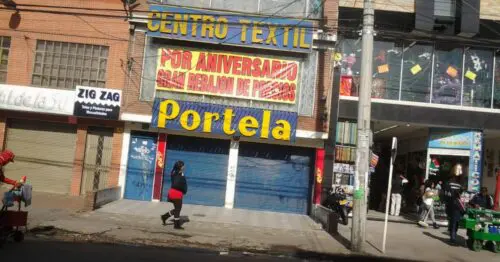 CENTRO TEXTIL
POR ANIVERSARIO
GRAN REBAJON DE PRECIOS
Portela
ZIG ZAG